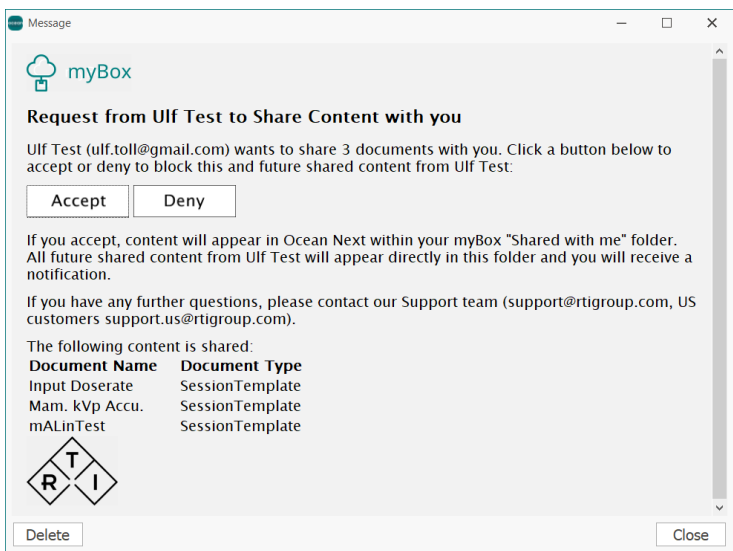 ocean Message
myBox
Request from Ulf Test to Share Content with you
Ulf Test (ulf.toll@gmail.com) wants to share 3 documents with you. Click a button below to
accept or deny to block this and future shared content from Ulf Test:
Accept Deny
If you accept, content will appear in Ocean Next within your myBox "Shared with me" folder.
All future shared content from Ulf Test will appear directly in this folder and you will receive a
notification.
If you have any further questions, please contact our Support team (support@rtigroup.com, US
customers support.us@rtigroup.com).
The following content is shared:
Document Name Document Type
Input Doserate SessionTemplate
Mam. kVp Accu. SessionTemplate
mALinTest SessionTemplate
R T I
Delete Close